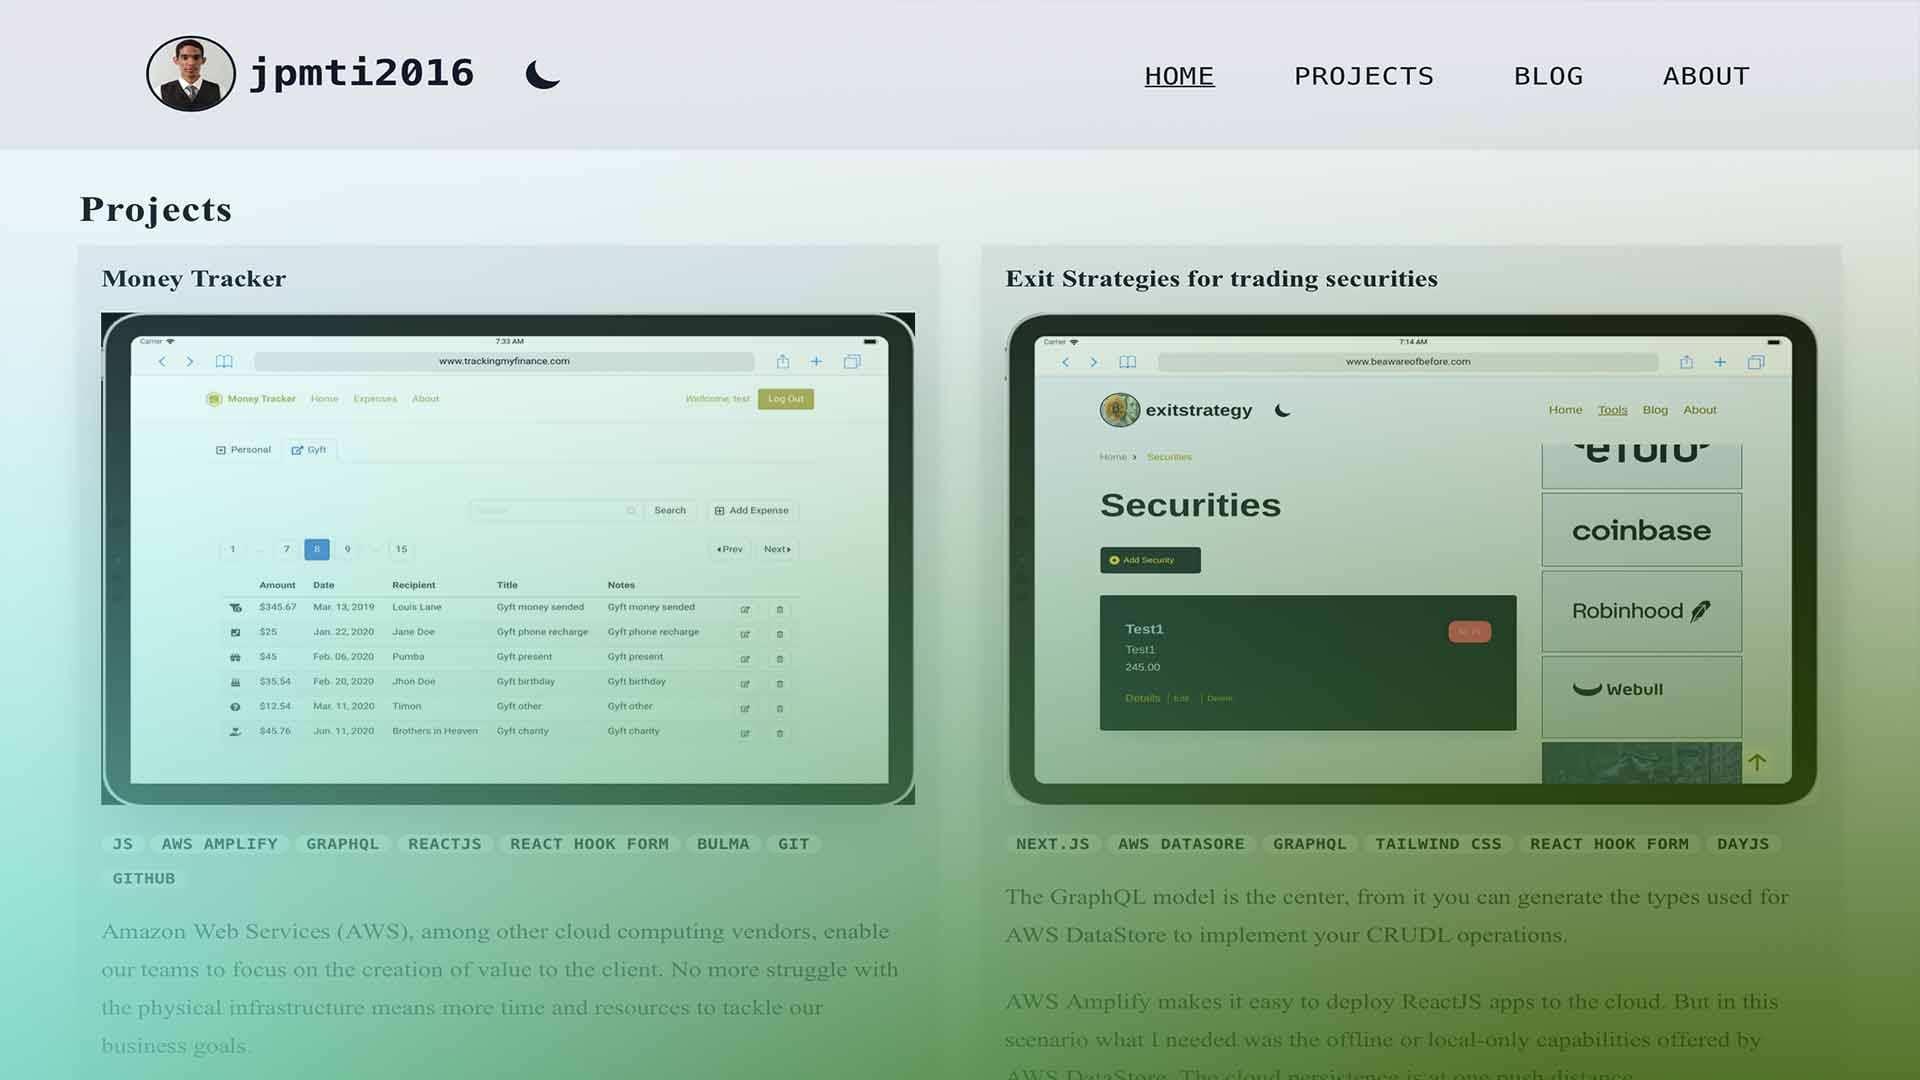 jpmti2016
HOME PROJECTS BLOG ABOUT
Projects
Money Tracker
Carrier 7:33 AM
www.trackingmyfinance.com
Money Tracker Home Expenses About Wellcome, test Log Out
Personal Gyft
Search Add Expense
1 ... 7 8 9 ... 15 Prev Next
Amount Date Recipient Title Notes
$345.67 Mar. 13, 2019 Louis Lane Gyft money sended Gyft money sended
$25 Jan. 22, 2020 Jane Doe Gyft phone recharge Gyft phone recharge
$45 Feb. 06, 2020 Pumba Gyft present Gyft present
$35.54 Feb. 20, 2020 Jhon Doe Gyft birthday Gyft birthday
$12.54 Mar. 11, 2020 Timon Gyft other Gyft other
$45.76 Jun. 11, 2020 Brothers in Heaven Gyft charity Gyft charity
JS AWS AMPLIFY GRAPHQL REACTJS REACT HOOK FORM BULMA GIT
GITHUB
Amazon Web Services (AWS), among other cloud computing vendors, enable
our teams to focus on the creation of value to the client. No more struggle with
the physical infrastructure means more time and resources to tackle our
business goals.
Exit Strategies for trading securities
Carrier 7:14 AM
www.beawareofbefore.com
exitstrategy Home Tools Blog About
Home > Securities
Securities
Add Security
Test1
Test1
245.00
Details Edit Delete
eToro
coinbase
Robinhood
Webull
NEXT.JS AWS DATASORE GRAPHQL TAILWIND CSS REACT HOOK FORM DAYJS
The GraphQL model is the center, from it you can generate the types used for
AWS DataStore to implement your CRUDL operations.
AWS Amplify makes it easy to deploy ReactJS apps to the cloud. But in this
scenario what I needed was the offline or local-only capabilities offered by
AWS DataStore. The cloud persistence is at one push distance.